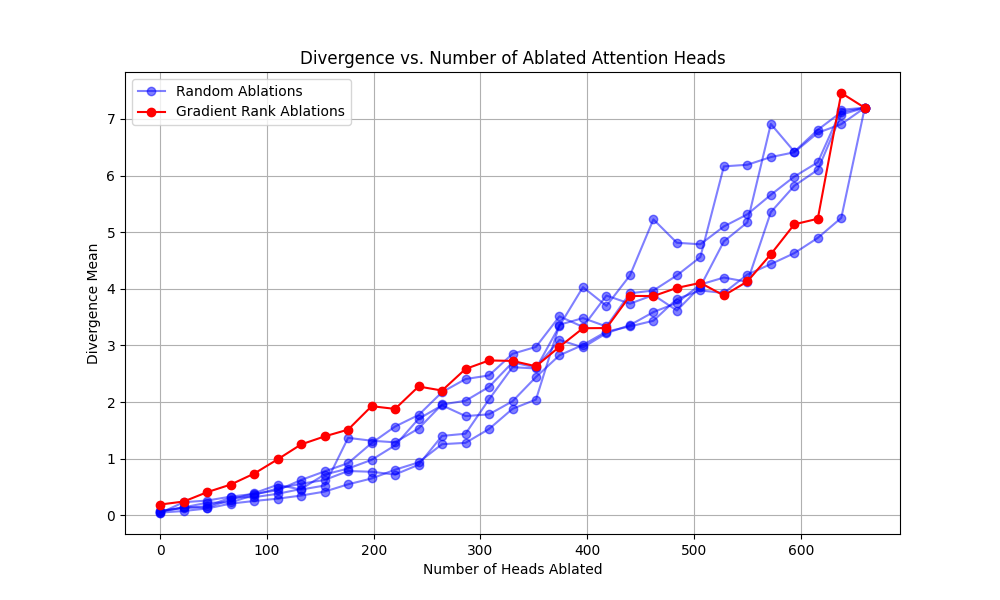 Divergence vs. Number of Ablated Attention Heads
Random Ablations
Gradient Rank Ablations
Divergence Mean
7
6
5
4
3
2
1
0
0 100 200 300 400 500 600
Number of Heads Ablated